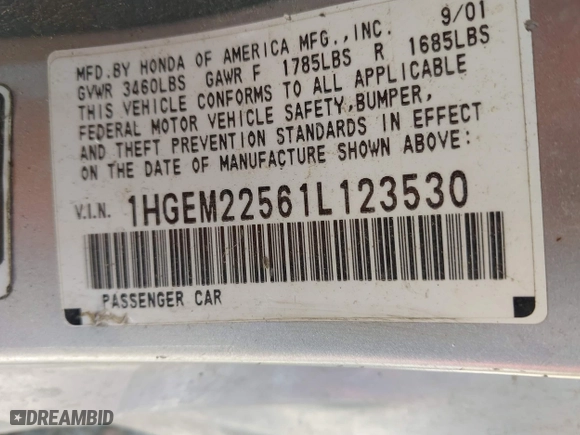 MFD.BY HONDA OF AMERICA MFG.,INC. 9/01
GVWR 3460LBS GAWR F 1785LBS R 1685LBS
THIS VEHICLE CONFORMS TO ALL APPLICABLE
FEDERAL MOTOR VEHICLE SAFETY,BUMPER,
AND THEFT PREVENTION STANDARDS IN EFFECT
ON THE DATE OF MANUFACTURE SHOWN ABOVE:
V.I.N. 1HGEM22561L123530
PASSENGER CAR
DREAMBID